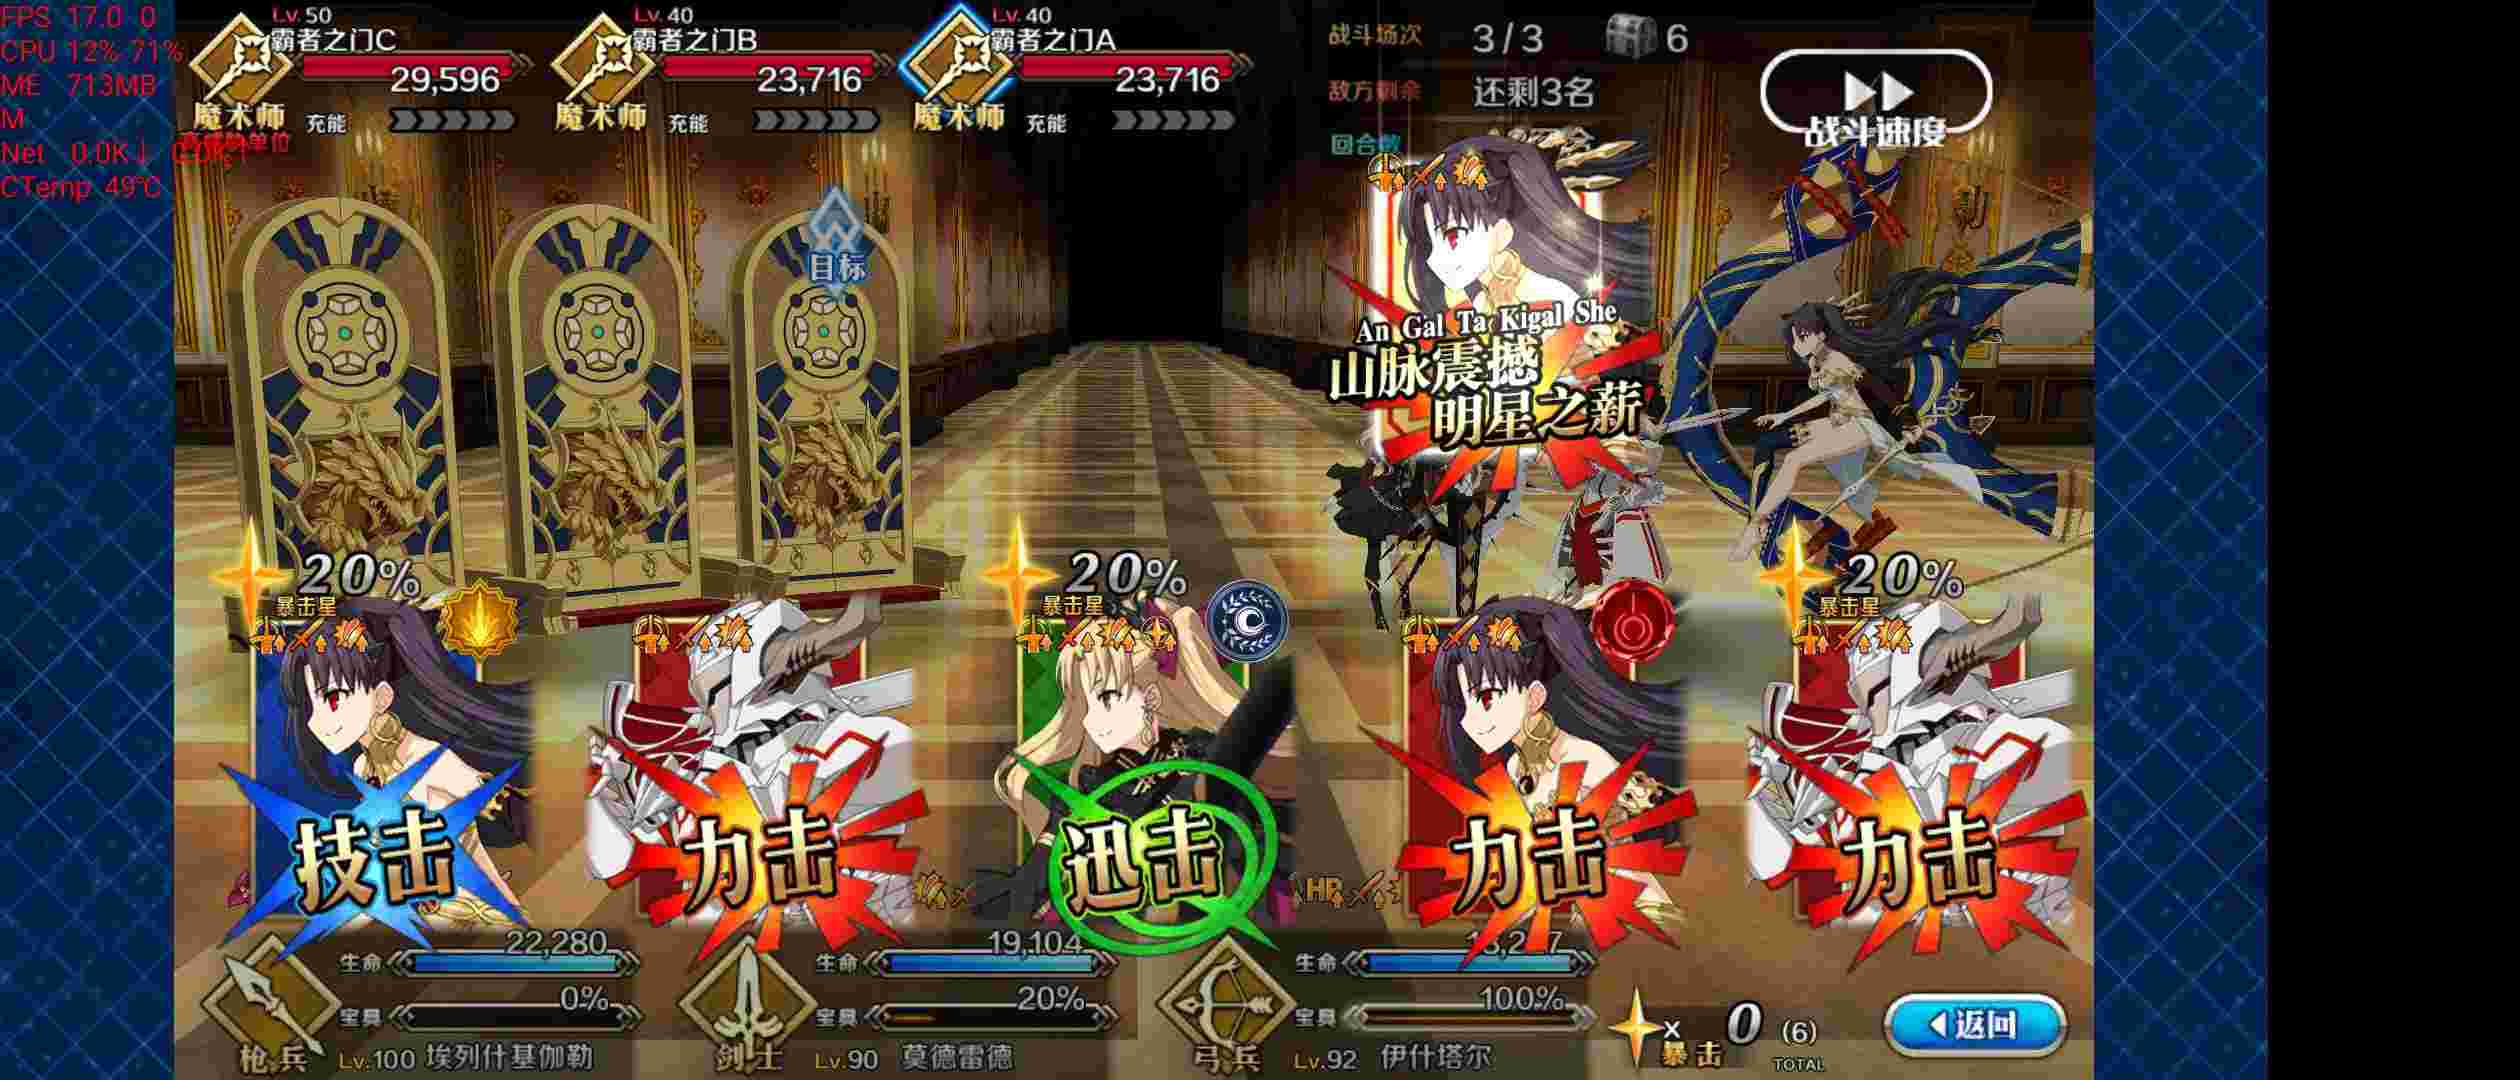 FPS 17.0 0
CPU 12% 71%
ME 713MB
M
Net 0.0K↓
CTemp 49℃
Lv.50
霸者之门C
29,596
魔术师
充能
Lv.40
霸者之门B
23,716
魔术师
充能
Lv.40
霸者之门A
23,716
魔术师
充能
战斗场次 3/3 6
敌方剩余 还剩3名
回合数
战斗速度
目标
An Gal Ta Kigal She
山脉震撼
明星之薪
20%
暴击星
20%
暴击星
20%
暴击星
技击
力击
迅击
力击
力击
HP
生命 22,280
宝具 0%
枪兵 Lv.100 埃列什基伽勒
生命 19,104
宝具 20%
剑士 Lv.90 莫德雷德
生命
宝具 100%
弓兵 Lv.92 伊什塔尔
x 暴击 0 (6)
TOTAL
返回